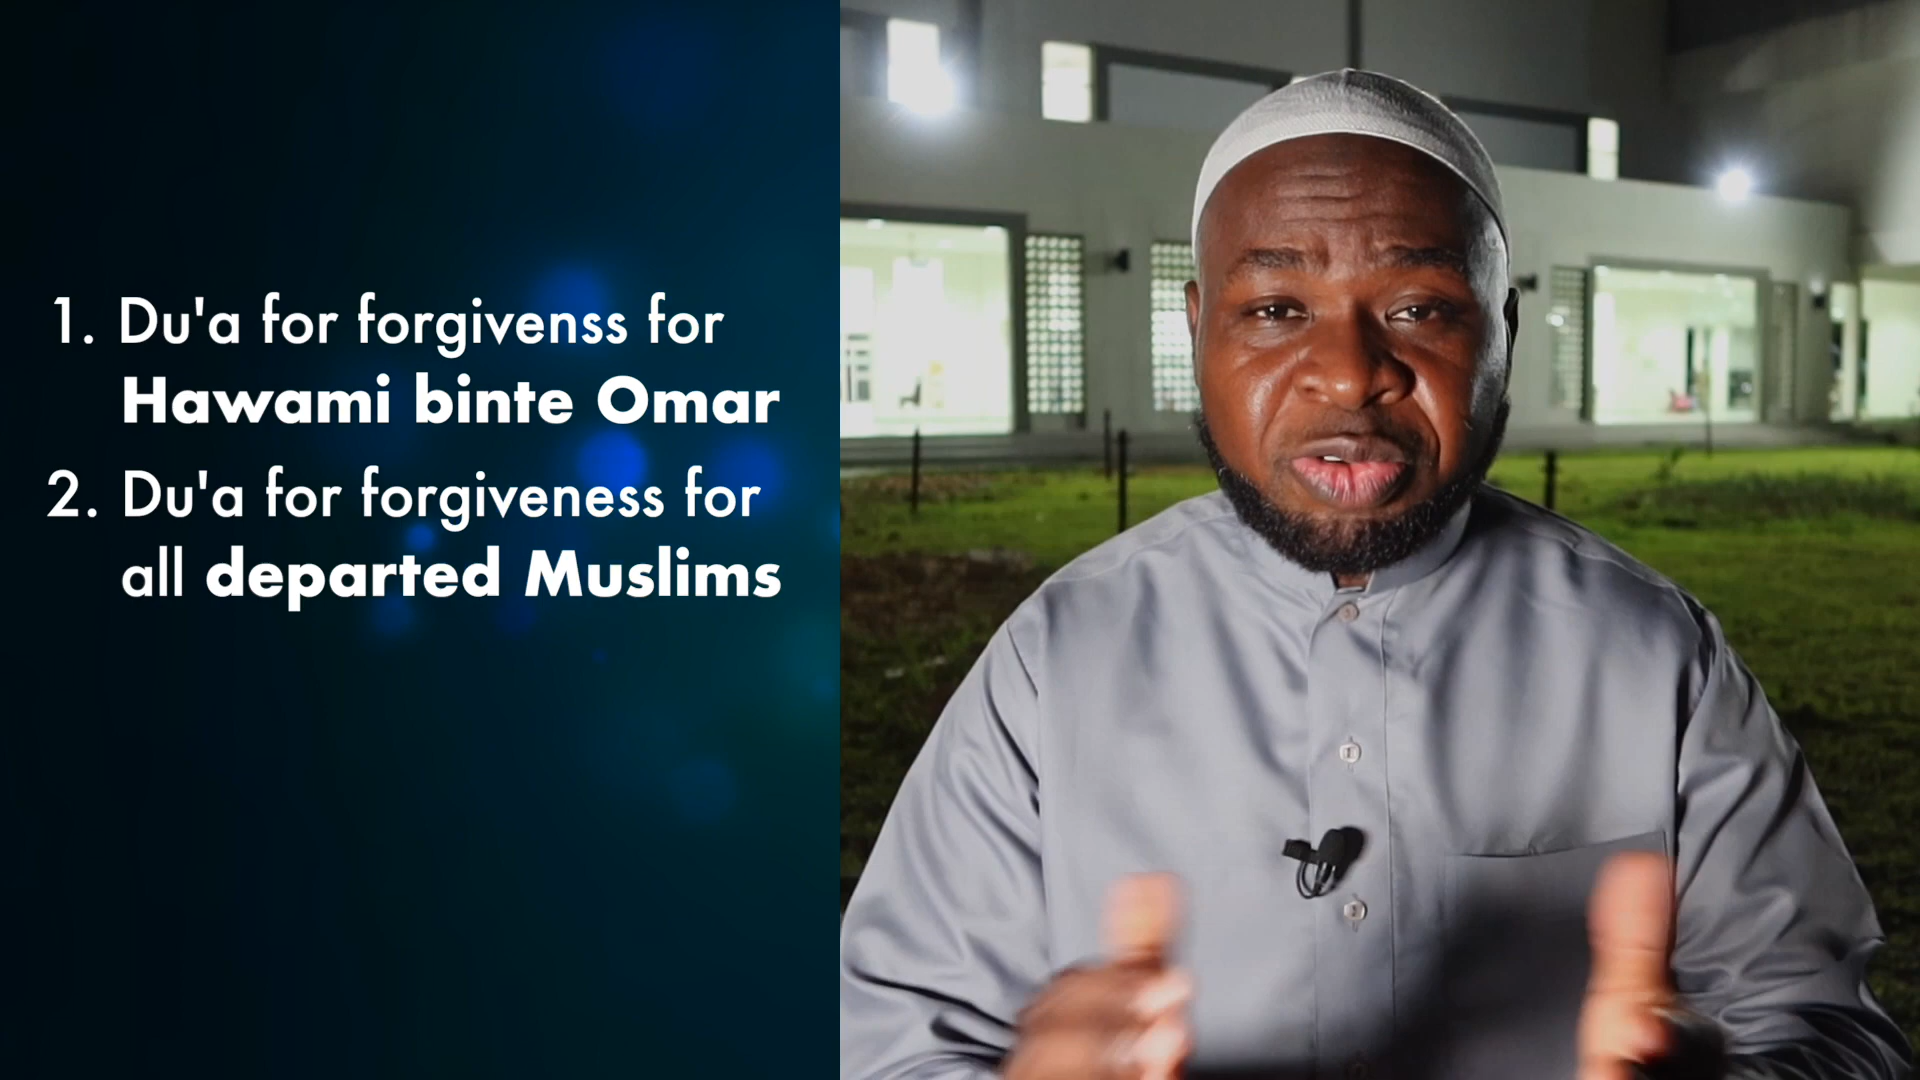 1. Du'a for forgivenss for
Hawami binte Omar
2. Du'a for forgiveness for
all departed Muslims